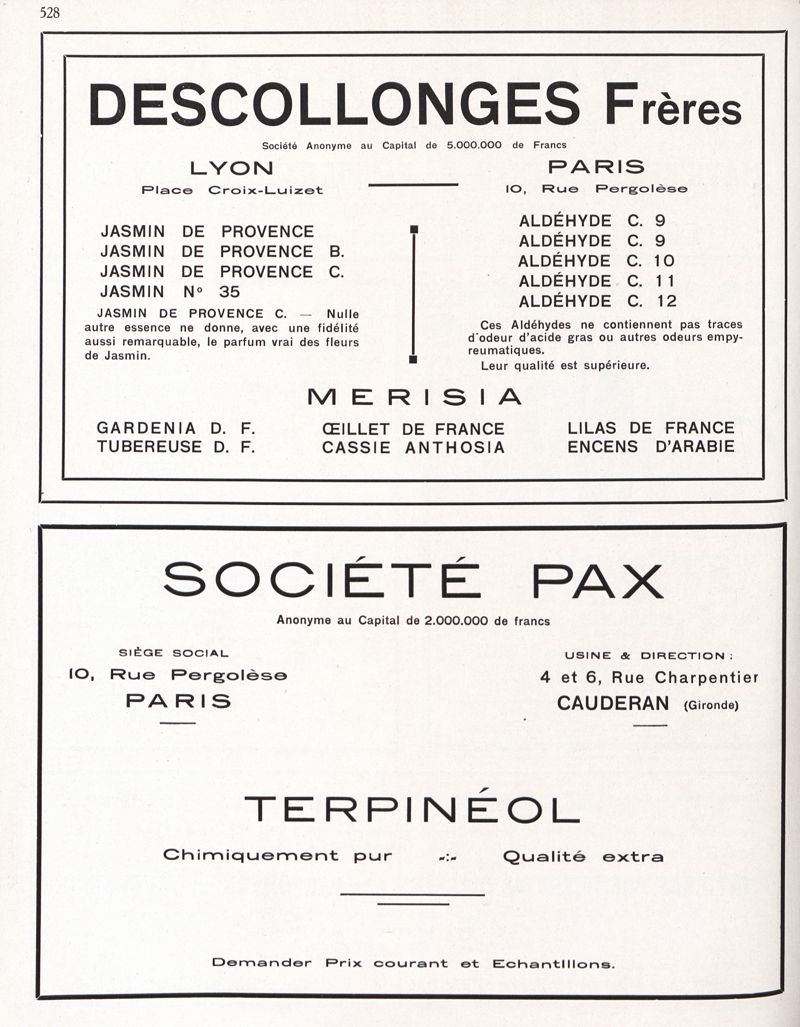 528
DESCOLLONGES Frères
Société Anonyme au Capital de 5.000.000 de Francs
LYON
Place Croix-Luizet
PARIS
10, Rue Pergolèse
JASMIN DE PROVENCE
JASMIN DE PROVENCE B.
JASMIN DE PROVENCE C.
JASMIN Nº 35
JASMIN DE PROVENCE C. — Nulle
autre essence ne donne, avec une fidélité
aussi remarquable, le parfum vrai des fleurs
de Jasmin.
ALDÉHYDE C. 9
ALDÉHYDE C. 9
ALDÉHYDE C. 10
ALDÉHYDE C. 11
ALDÉHYDE C. 12
Ces Aldéhydes ne contiennent pas traces
d'odeur d'acide gras ou autres odeurs empy-
reumatiques.
Leur qualité est supérieure.
MERISIA
GARDENIA D. F. ŒILLET DE FRANCE LILAS DE FRANCE
TUBEREUSE D. F. CASSIE ANTHOSIA ENCENS D'ARABIE
SOCIÉTÉ PAX
Anonyme au Capital de 2.000.000 de francs
SIÈGE SOCIAL
10, Rue Pergolèse
PARIS
USINE & DIRECTION :
4 et 6, Rue Charpentier
CAUDERAN (Gironde)
TERPINÉOL
Chimiquement pur -:- Qualité extra
Demander Prix courant et Echantillons.